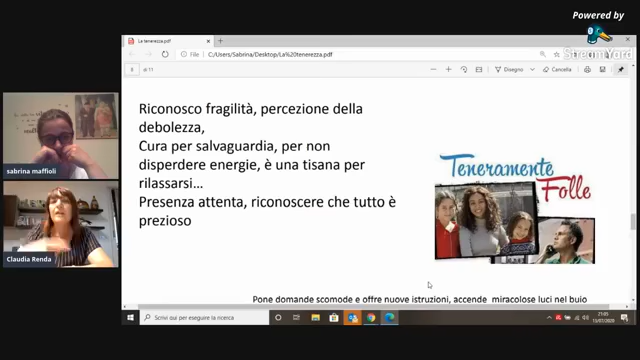 Powered by
StreamYard
La tenerezza.pdf
File
C:/Users/Sabrina/Desktop/La%20tenerezza.pdf
8
di 11
Disegno
Cancella
Riconosco fragilità, percezione della
debolezza,
Cura per salvaguardia, per non
disperdere energie, è una tisana per
rilassarsi...
Presenza attenta, riconoscere che tutto è
prezioso
Teneramente
Folle
Pone domande scomode e offre nuove istruzioni, accende miracolose luci nel buio
sabrina maffioli
Claudia Renda
Scrivi qui per eseguire la ricerca
21:05
13/07/2020